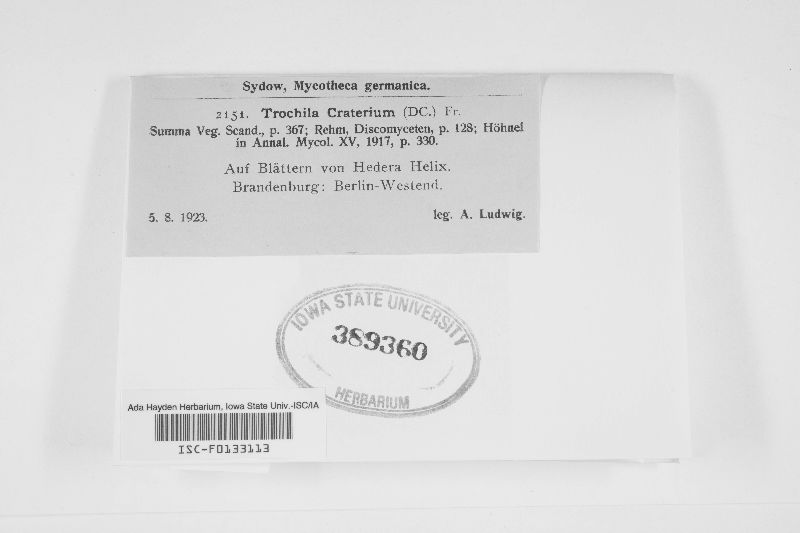 Sydow, Mycotheca germanica.
2151. Trochila Craterium (DC.) Fr.
Summa Veg. Scand., p. 367; Rehm, Discomyceten, p. 128; Höhnel
in Annal. Mycol. XV, 1917, p. 330.
Auf Blättern von Hedera Helix.
Brandenburg: Berlin-Westend.
5. 8. 1923. leg. A. Ludwig.
IOWA STATE UNIVERSITY
389360
HERBARIUM
Ada Hayden Herbarium, Iowa State Univ.-ISC/IA
ISC-F0133113